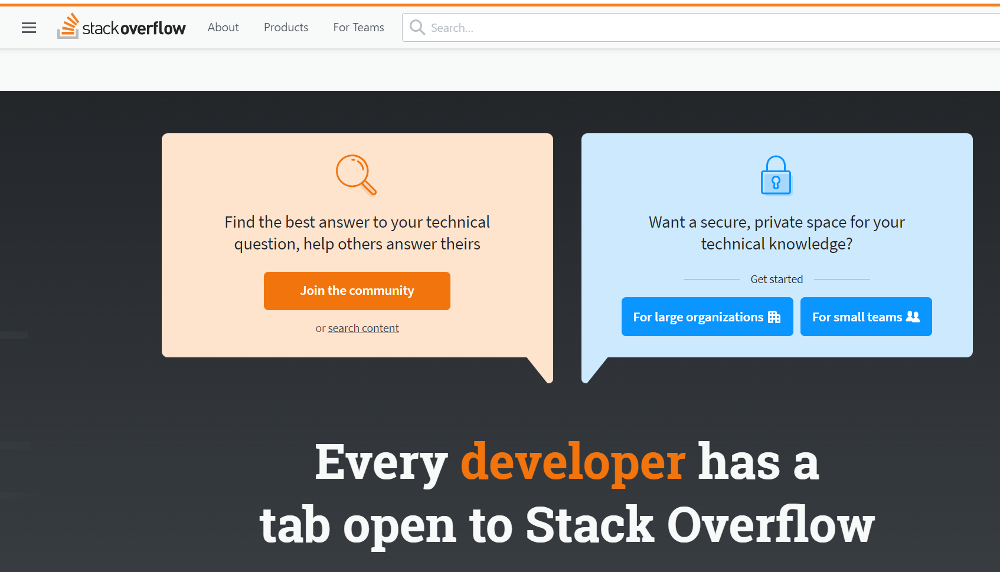 stackoverflow About Products For Teams Search...
Find the best answer to your technical
question, help others answer theirs
Join the community
or search content
Want a secure, private space for your
technical knowledge?
Get started
For large organizations For small teams
Every developer has a
tab open to Stack Overflow